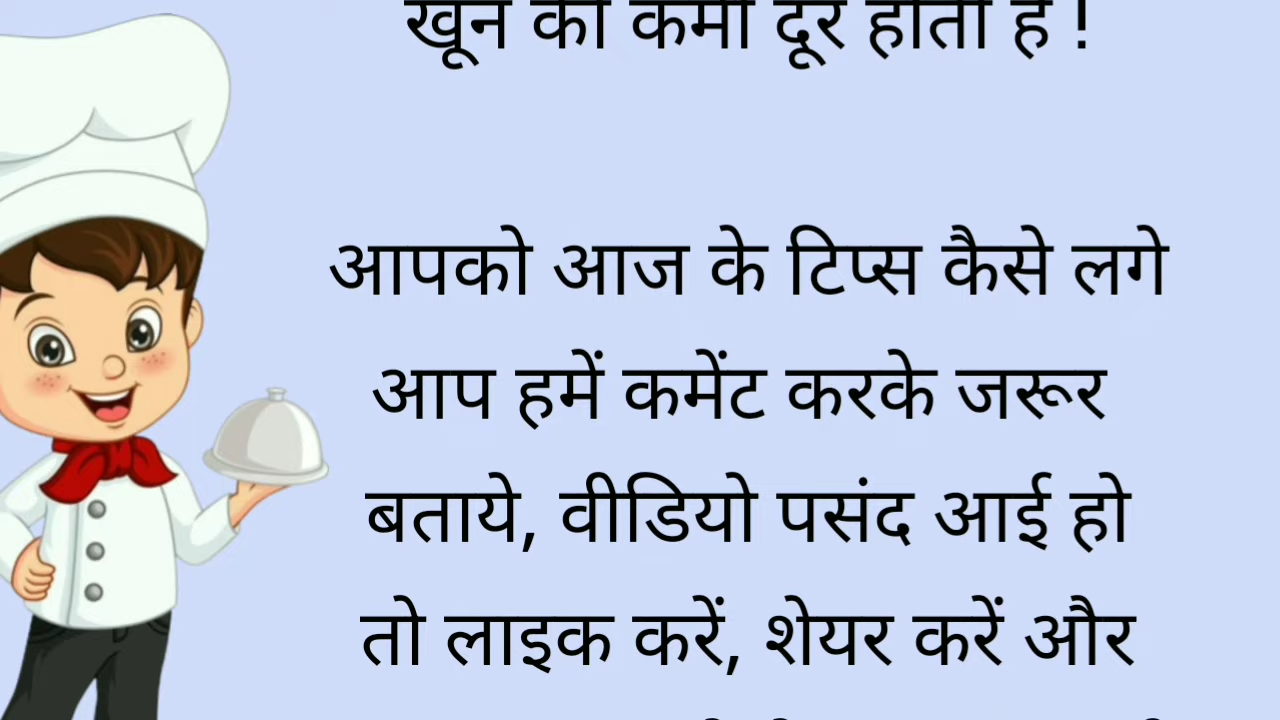 खून की कमी दूर होती है !
आपको आज के टिप्स कैसे लगे
आप हमें कमेंट करके जरूर
बताये, वीडियो पसंद आई हो
तो लाइक करें, शेयर करें और